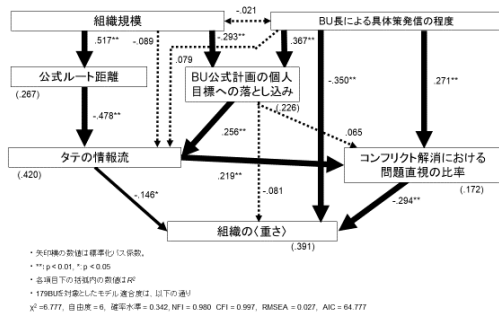 組織規模
-.021
BU長による具体策発信の程度
.517**
-.089
-.293**
.367**
.079
-.350**
.271**
公式ルート距離
(.267)
BU公式計画の個人
目標への落とし込み
(.226)
-.478**
.256**
.065
タテの情報流
(.420)
コンフリクト解消における
問題直視の比率
(.172)
.219**
-.081
-.146*
-.294**
組織の〈重さ〉
(.391)
・ 矢印横の数値は標準化パス係数。
・ **: p < 0.01, *: p < 0.05
・ 各項目下の括弧内の数値はR²
・ 179BUを対象としたモデル適合度は、以下の通り
χ² =6.777, 自由度 = 6, 確率水準 = 0.342, NFI = 0.980 CFI = 0.997, RMSEA = 0.027, AIC = 64.777